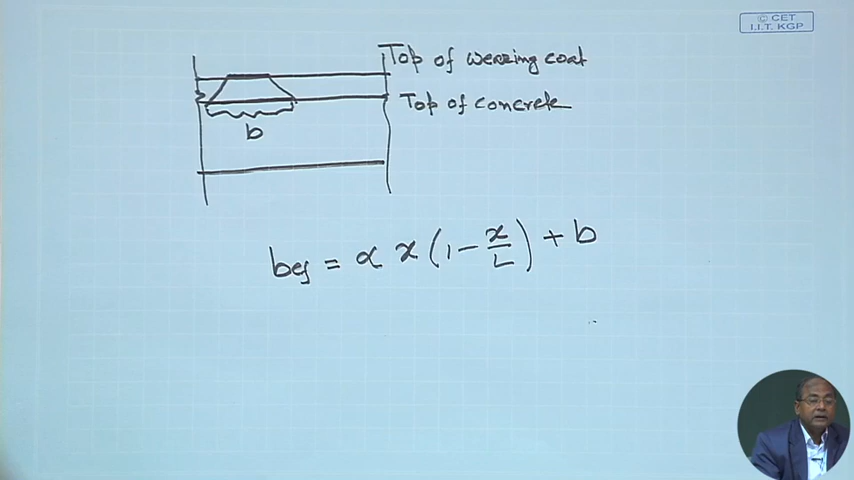 © CET
I.I.T. KGP
Top of wearing coat
Top of concrete
b
bef = α x (1 - x/L) + b